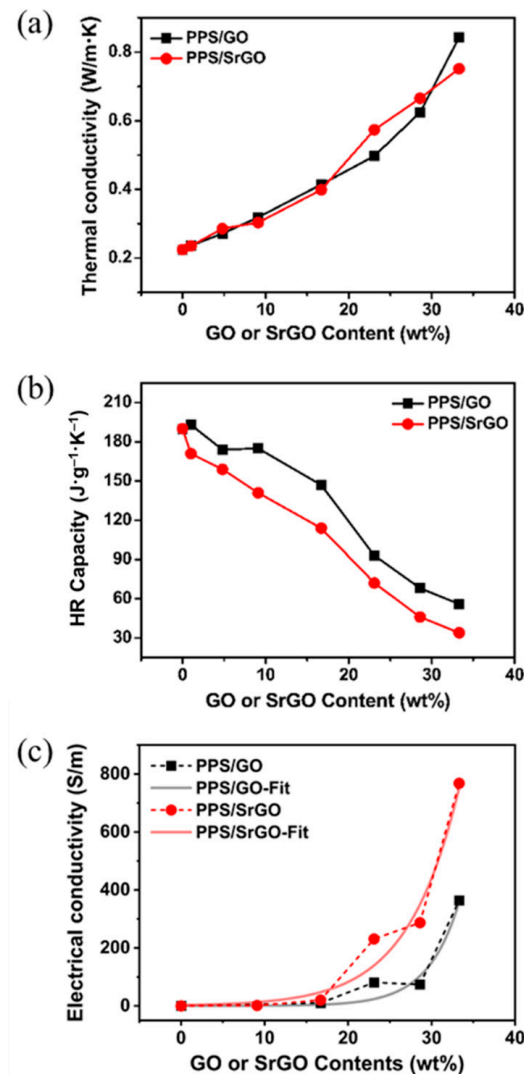 (a)
PPS/GO
PPS/SrGO
Thermal conductivity (W/m·K)
0.8
0.6
0.4
0.2
0 10 20 30 40
GO or SrGO Content (wt%)
(b)
PPS/GO
PPS/SrGO
HR Capacity (J·g⁻¹·K⁻¹)
210
180
150
120
90
60
30
0 10 20 30 40
GO or SrGO Content (wt%)
(c)
PPS/GO
PPS/GO-Fit
PPS/SrGO
PPS/SrGO-Fit
Electrical conductivity (S/m)
800
600
400
200
0
0 10 20 30 40
GO or SrGO Contents (wt%)